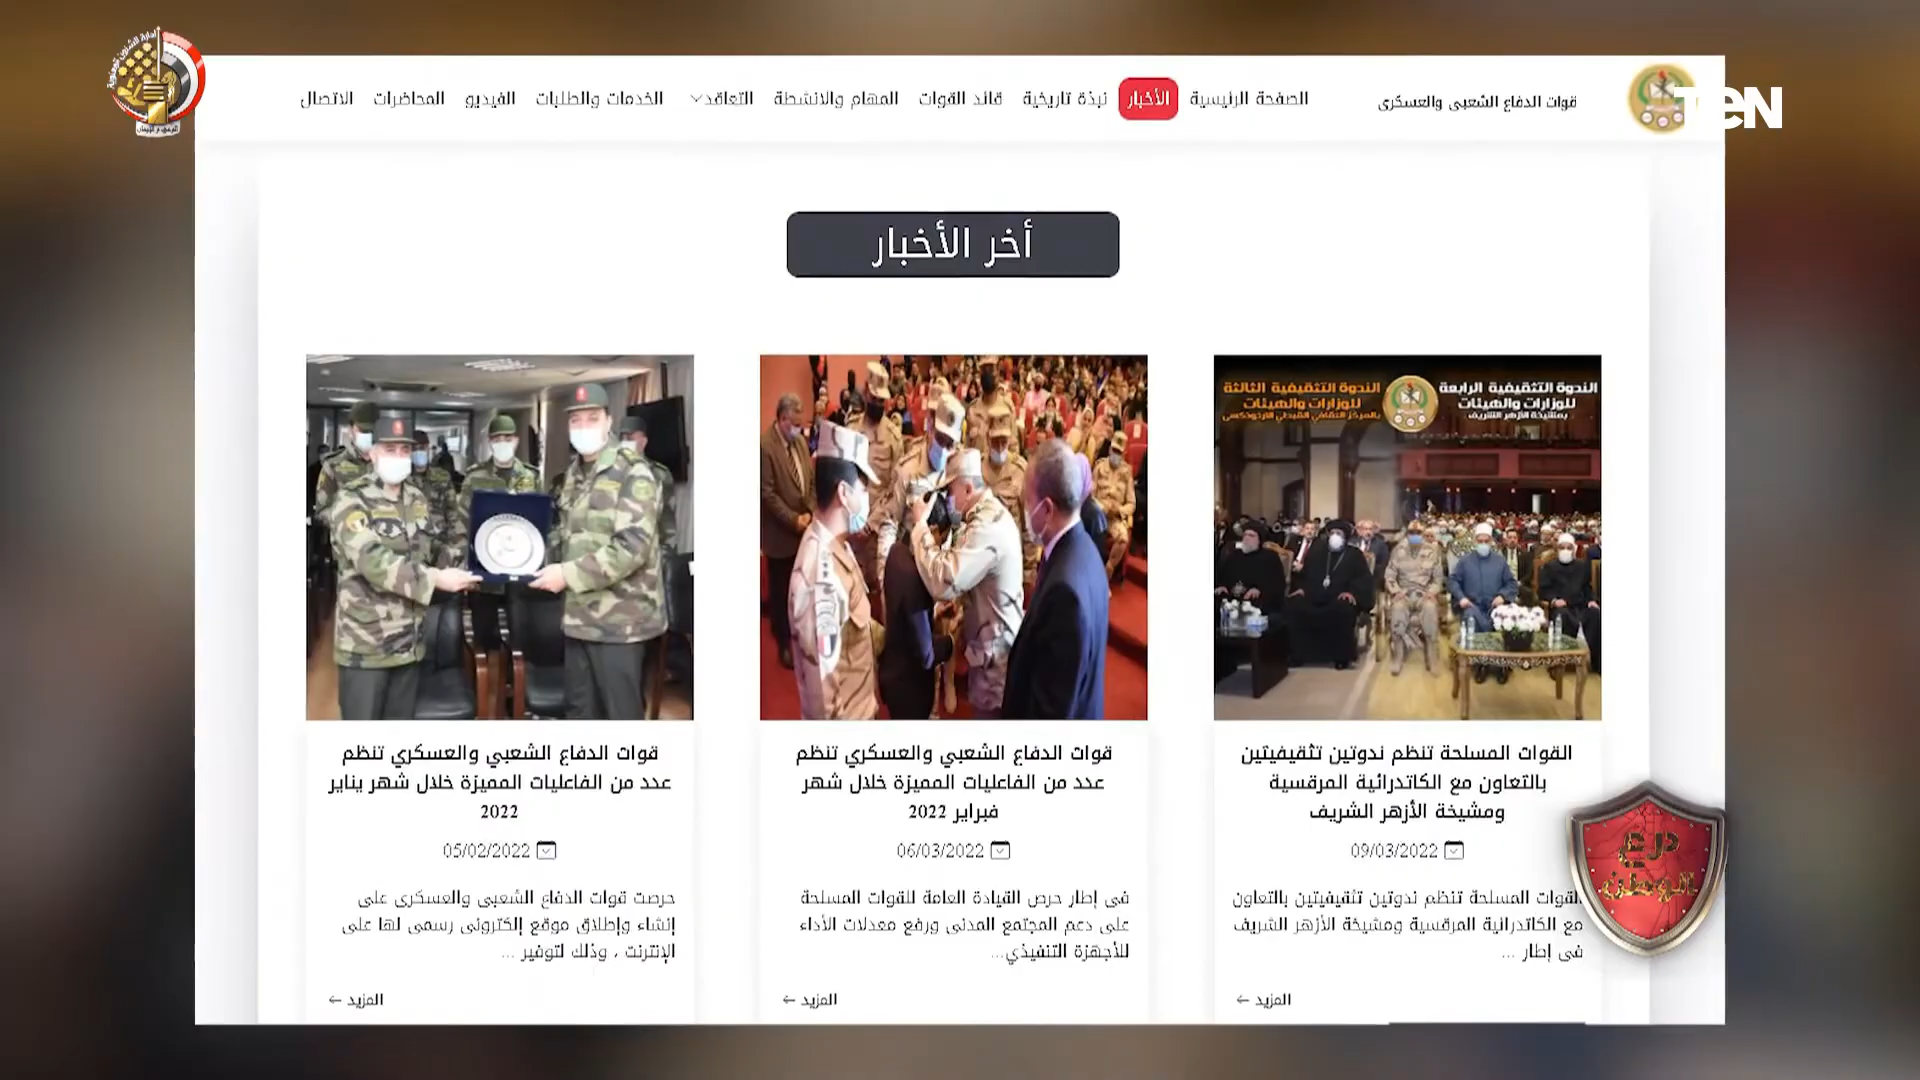 TEN
قوات الدفاع الشعبى والعسكرى
الصفحة الرئيسية
الأخبار
نبذة تاريخية
قائد القوات
المهام والانشطة
التعاقد
الخدمات والطلبات
الفيديو
المحاضرات
الاتصال
أخر الأخبار
الندوة التثقيفية الرابعة
للوزارات والهيئات
بمشيخة الأزهر الشريف
الندوة التثقيفية الثالثة
للوزارات والهيئات
بالمركز الثقافي القبطي الارثوذكسي
القوات المسلحة تنظم ندوتين تثقيفيتين
بالتعاون مع الكاتدرائية المرقسية
ومشيخة الأزهر الشريف
09/03/2022
القوات المسلحة تنظم ندوتين تثقيفيتين بالتعاون
مع الكاتدرائية المرقسية ومشيخة الأزهر الشريف
فى إطار ...
المزيد ←
قوات الدفاع الشعبي والعسكري تنظم
عدد من الفاعليات المميزة خلال شهر
فبراير 2022
06/03/2022
فى إطار حرص القيادة العامة للقوات المسلحة
على دعم المجتمع المدنى ورفع معدلات الأداء
للأجهزة التنفيذي...
المزيد ←
قوات الدفاع الشعبي والعسكري تنظم
عدد من الفاعليات المميزة خلال شهر يناير
2022
05/02/2022
حرصت قوات الدفاع الشعبى والعسكرى على
إنشاء وإطلاق موقع إلكترونى رسمى لها على
الإنترنت ، وذلك لتوفير ...
المزيد ←
درع
الوطن